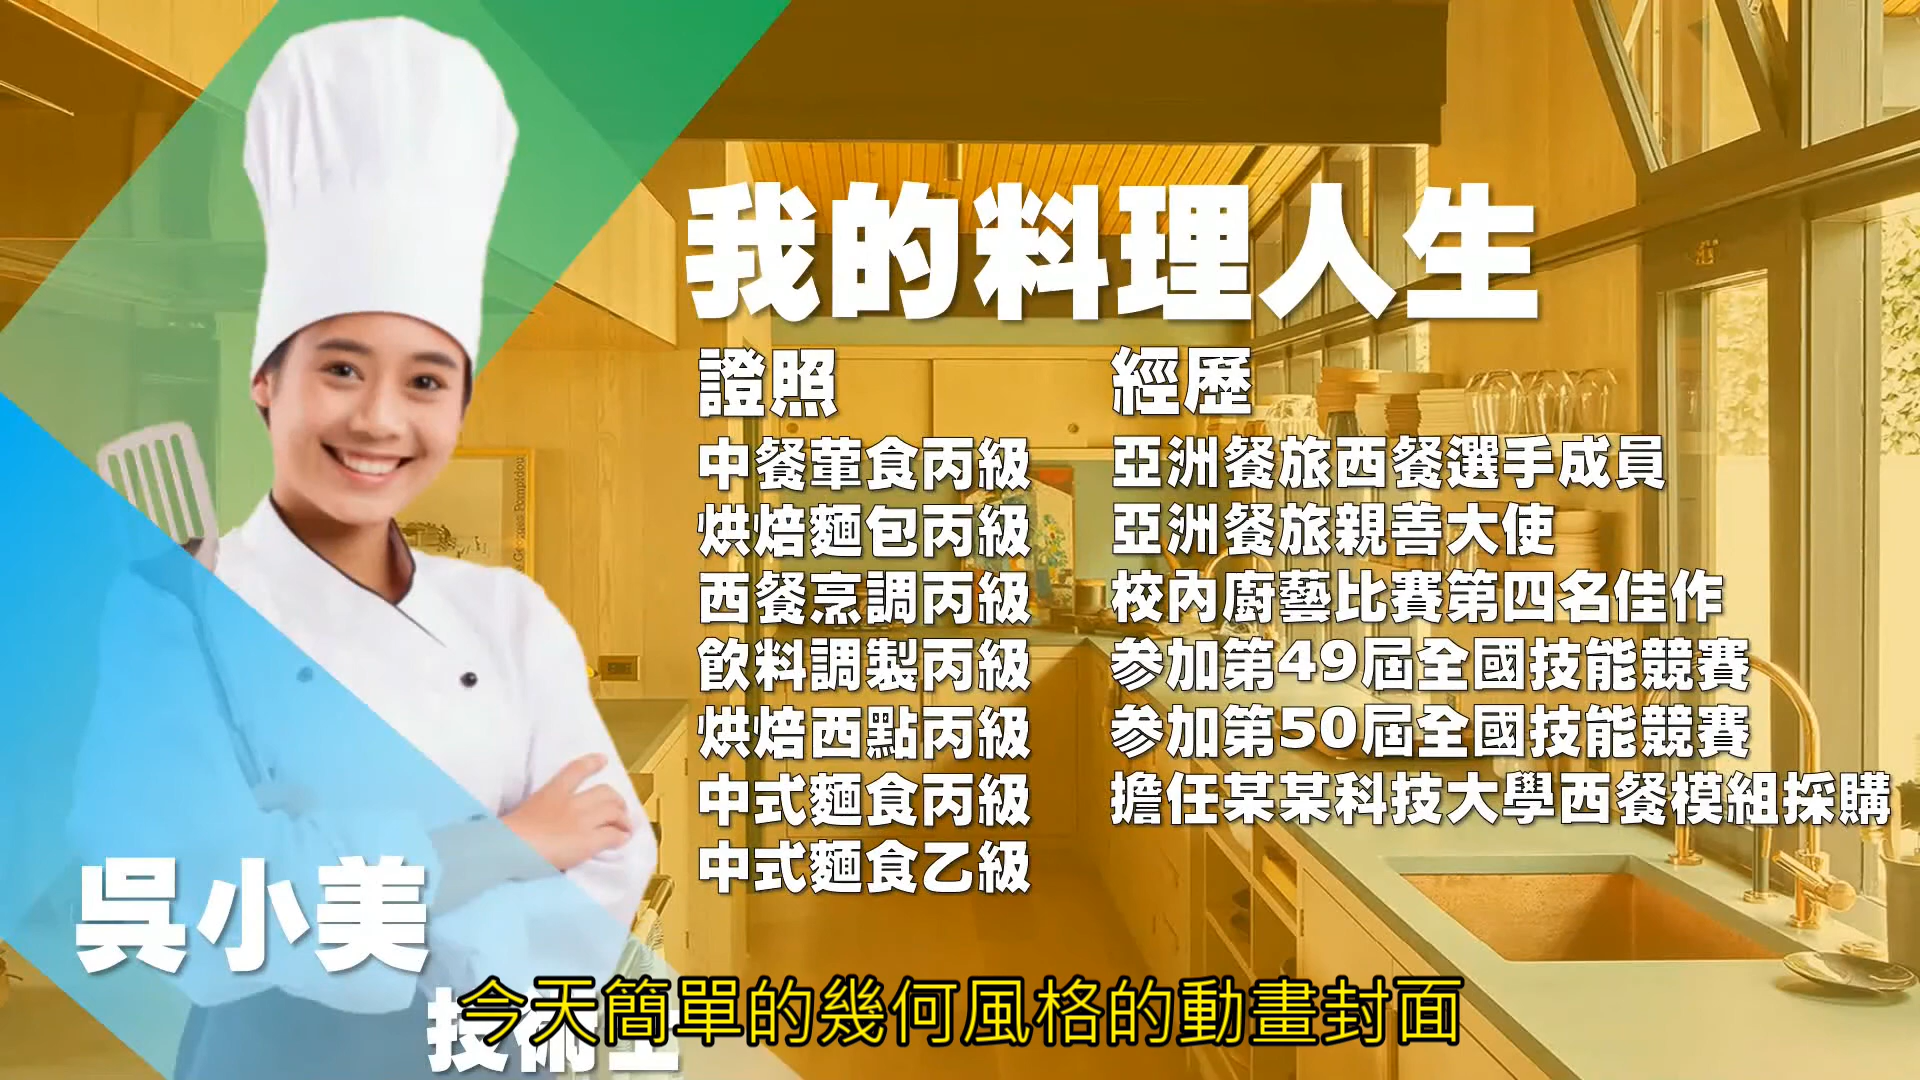 我的料理人生
證照
中餐葷食丙級
烘焙麵包丙級
西餐烹調丙級
飲料調製丙級
烘焙西點丙級
中式麵食丙級
中式麵食乙級
經歷
亞洲餐旅西餐選手成員
亞洲餐旅親善大使
校內廚藝比賽第四名佳作
參加第49屆全國技能競賽
參加第50屆全國技能競賽
擔任某某科技大學西餐模組採購
吳小美
技術士
今天簡單的幾何風格的動畫封面